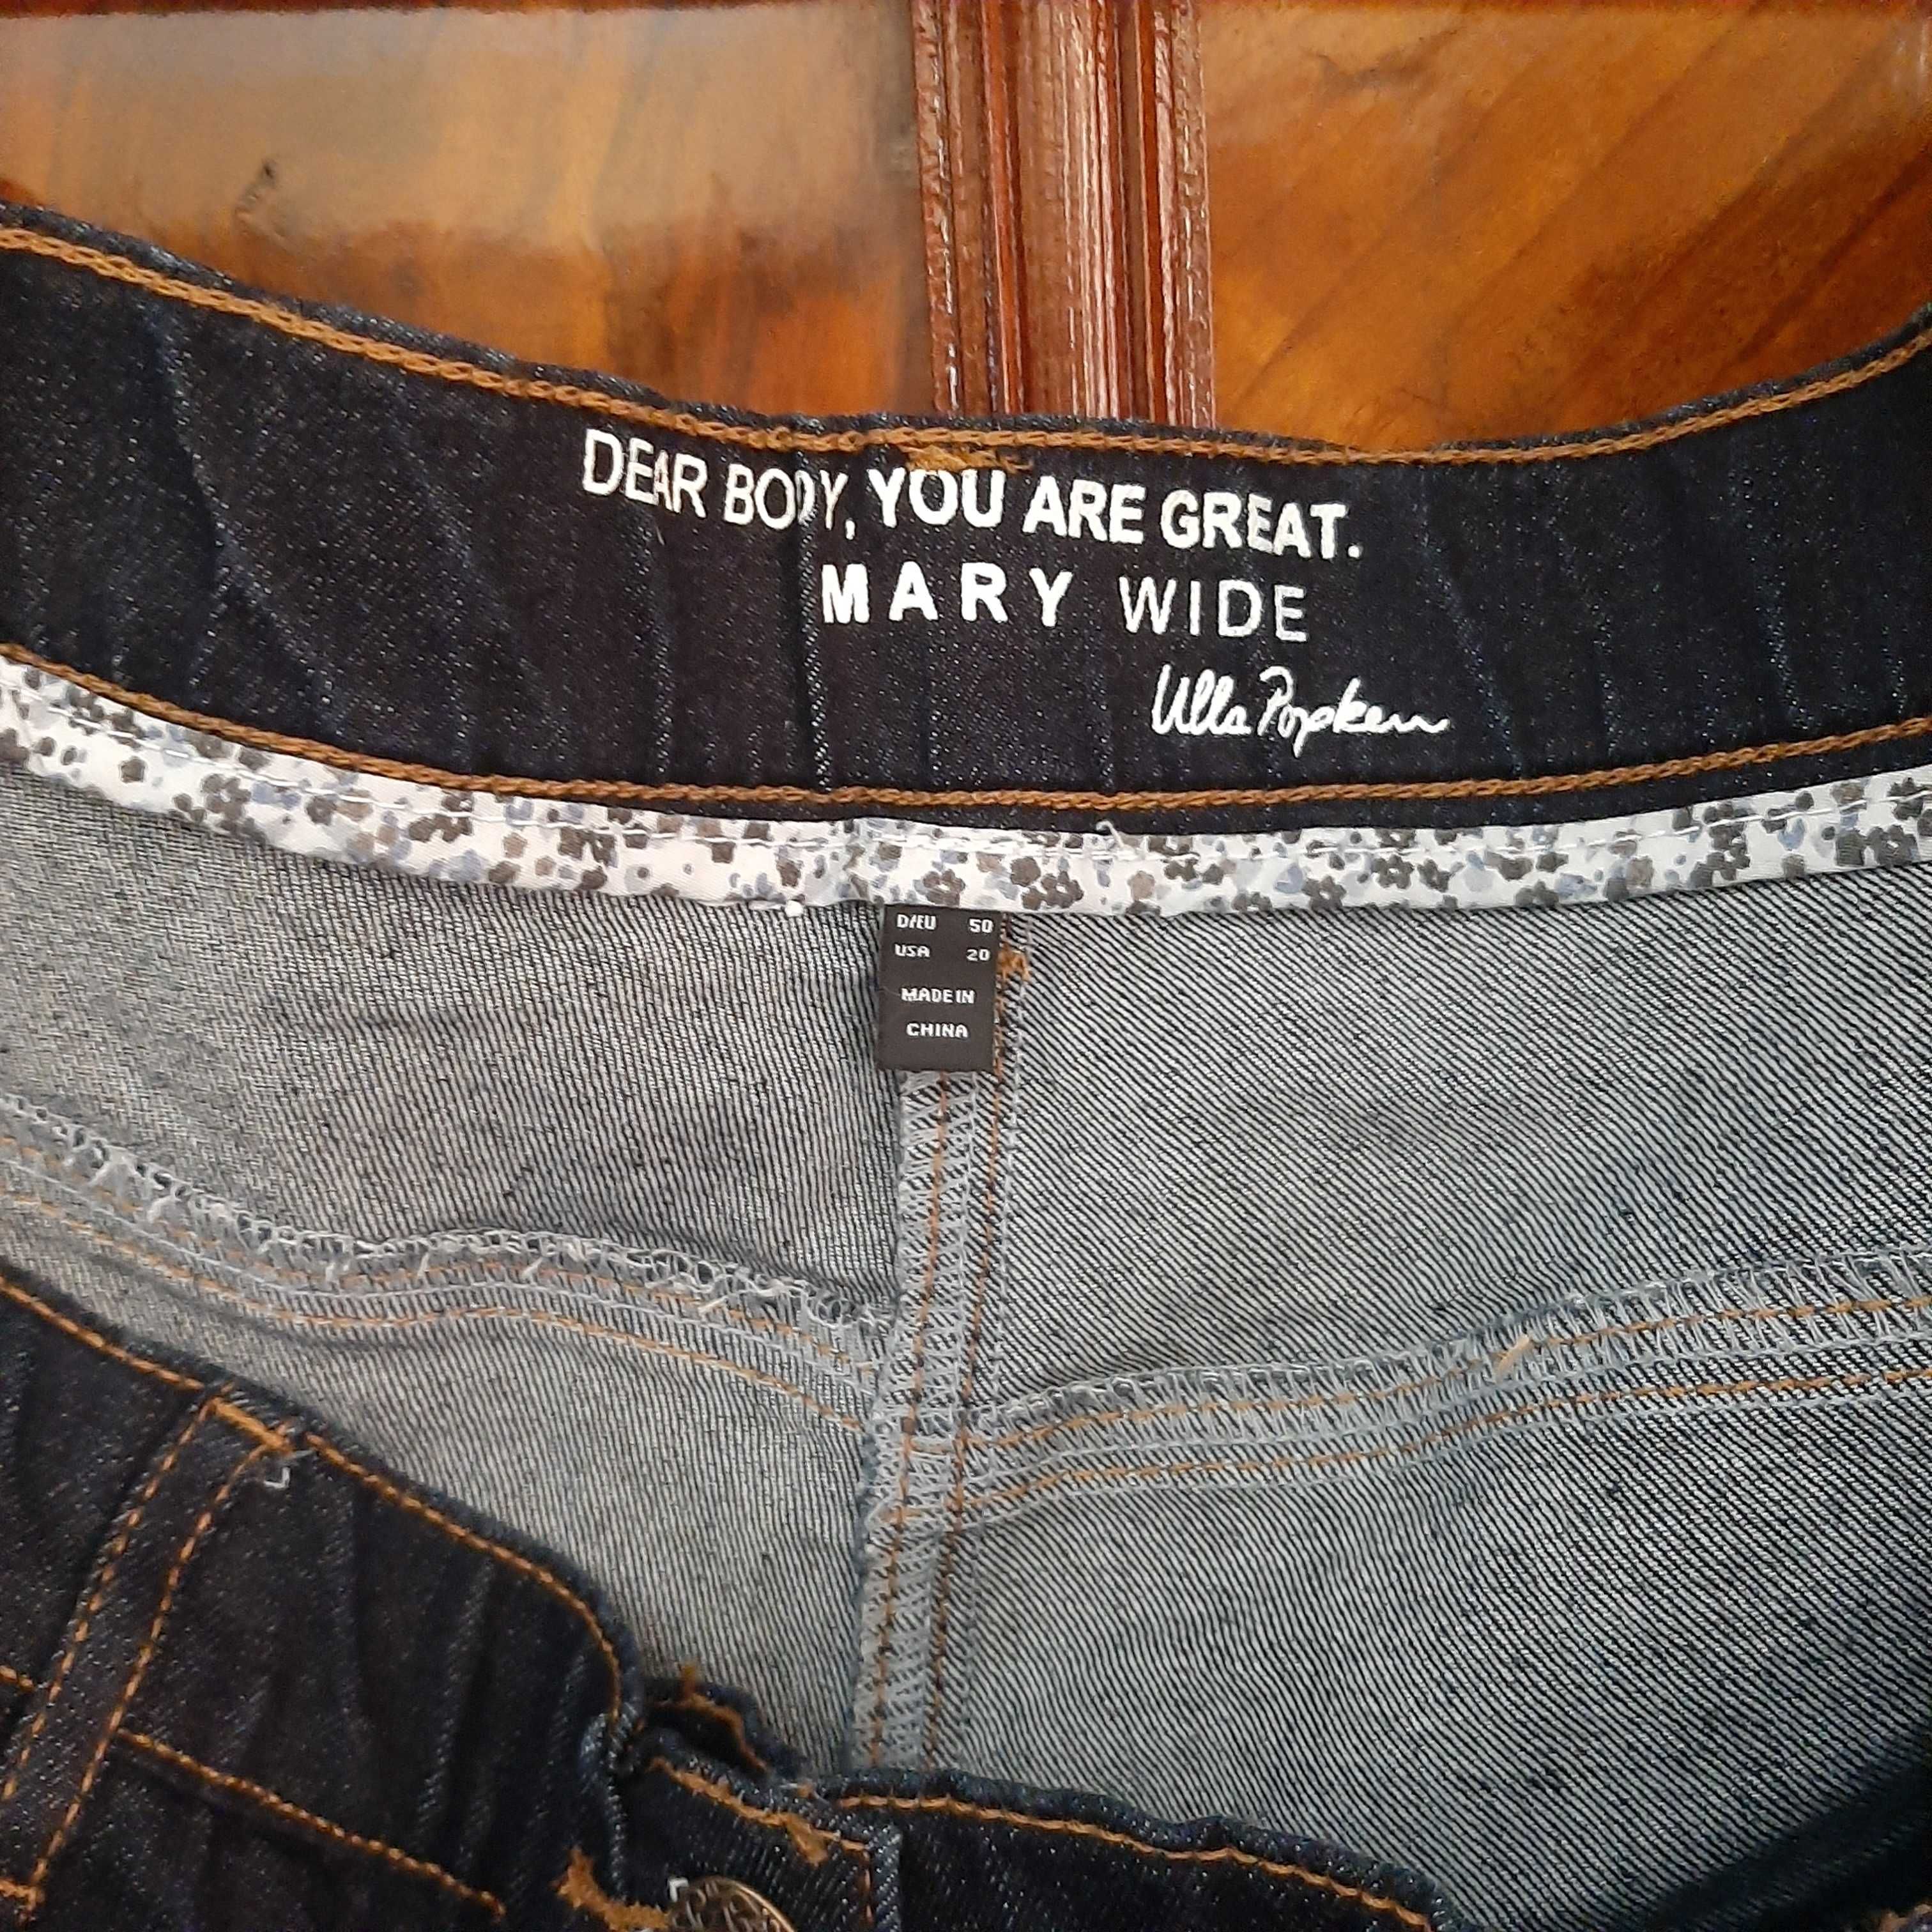 DEAR BODY, YOU ARE GREAT.
MARY WIDE
Ulla Popken
D/EU 50
USA 20
MADE IN
CHINA